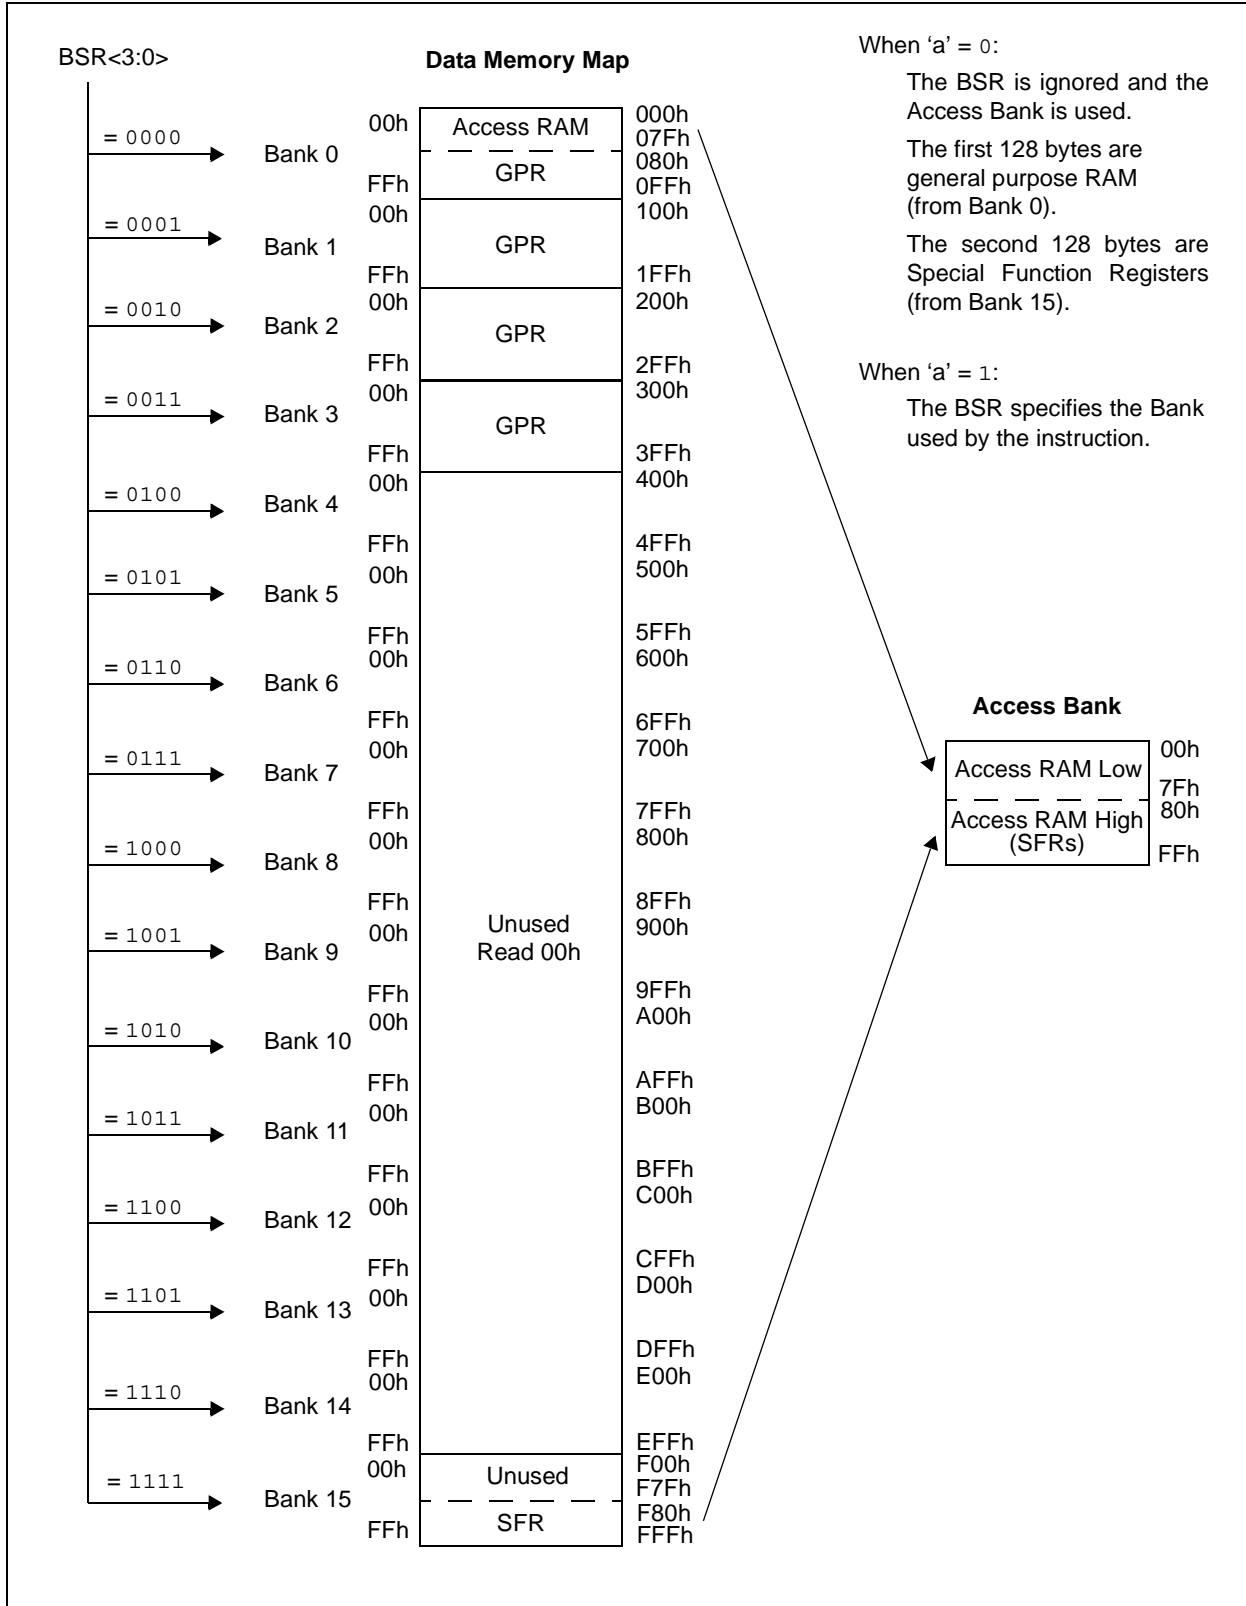 BSR<3:0>
Data Memory Map
When ‘a’ = 0:
The BSR is ignored and the
Access Bank is used.
The first 128 bytes are
general purpose RAM
(from Bank 0).
The second 128 bytes are
Special Function Registers
(from Bank 15).
When ‘a’ = 1:
The BSR specifies the Bank
used by the instruction.
= 0000
Bank 0
00h
FFh
Access RAM
GPR
000h
07Fh
080h
0FFh
= 0001
Bank 1
00h
FFh
GPR
100h
1FFh
= 0010
Bank 2
00h
FFh
GPR
200h
2FFh
= 0011
Bank 3
00h
FFh
GPR
300h
3FFh
= 0100
Bank 4
00h
FFh
400h
4FFh
= 0101
Bank 5
00h
FFh
500h
5FFh
= 0110
Bank 6
00h
FFh
600h
6FFh
= 0111
Bank 7
00h
FFh
700h
7FFh
= 1000
Bank 8
00h
FFh
800h
8FFh
= 1001
Bank 9
00h
FFh
Unused
Read 00h
900h
9FFh
= 1010
Bank 10
00h
FFh
A00h
AFFh
= 1011
Bank 11
00h
FFh
B00h
BFFh
= 1100
Bank 12
00h
FFh
C00h
CFFh
= 1101
Bank 13
00h
FFh
D00h
DFFh
= 1110
Bank 14
00h
FFh
E00h
EFFh
= 1111
Bank 15
00h
FFh
Unused
SFR
F00h
F7Fh
F80h
FFFh
Access Bank
Access RAM Low
Access RAM High
(SFRs)
00h
7Fh
80h
FFh